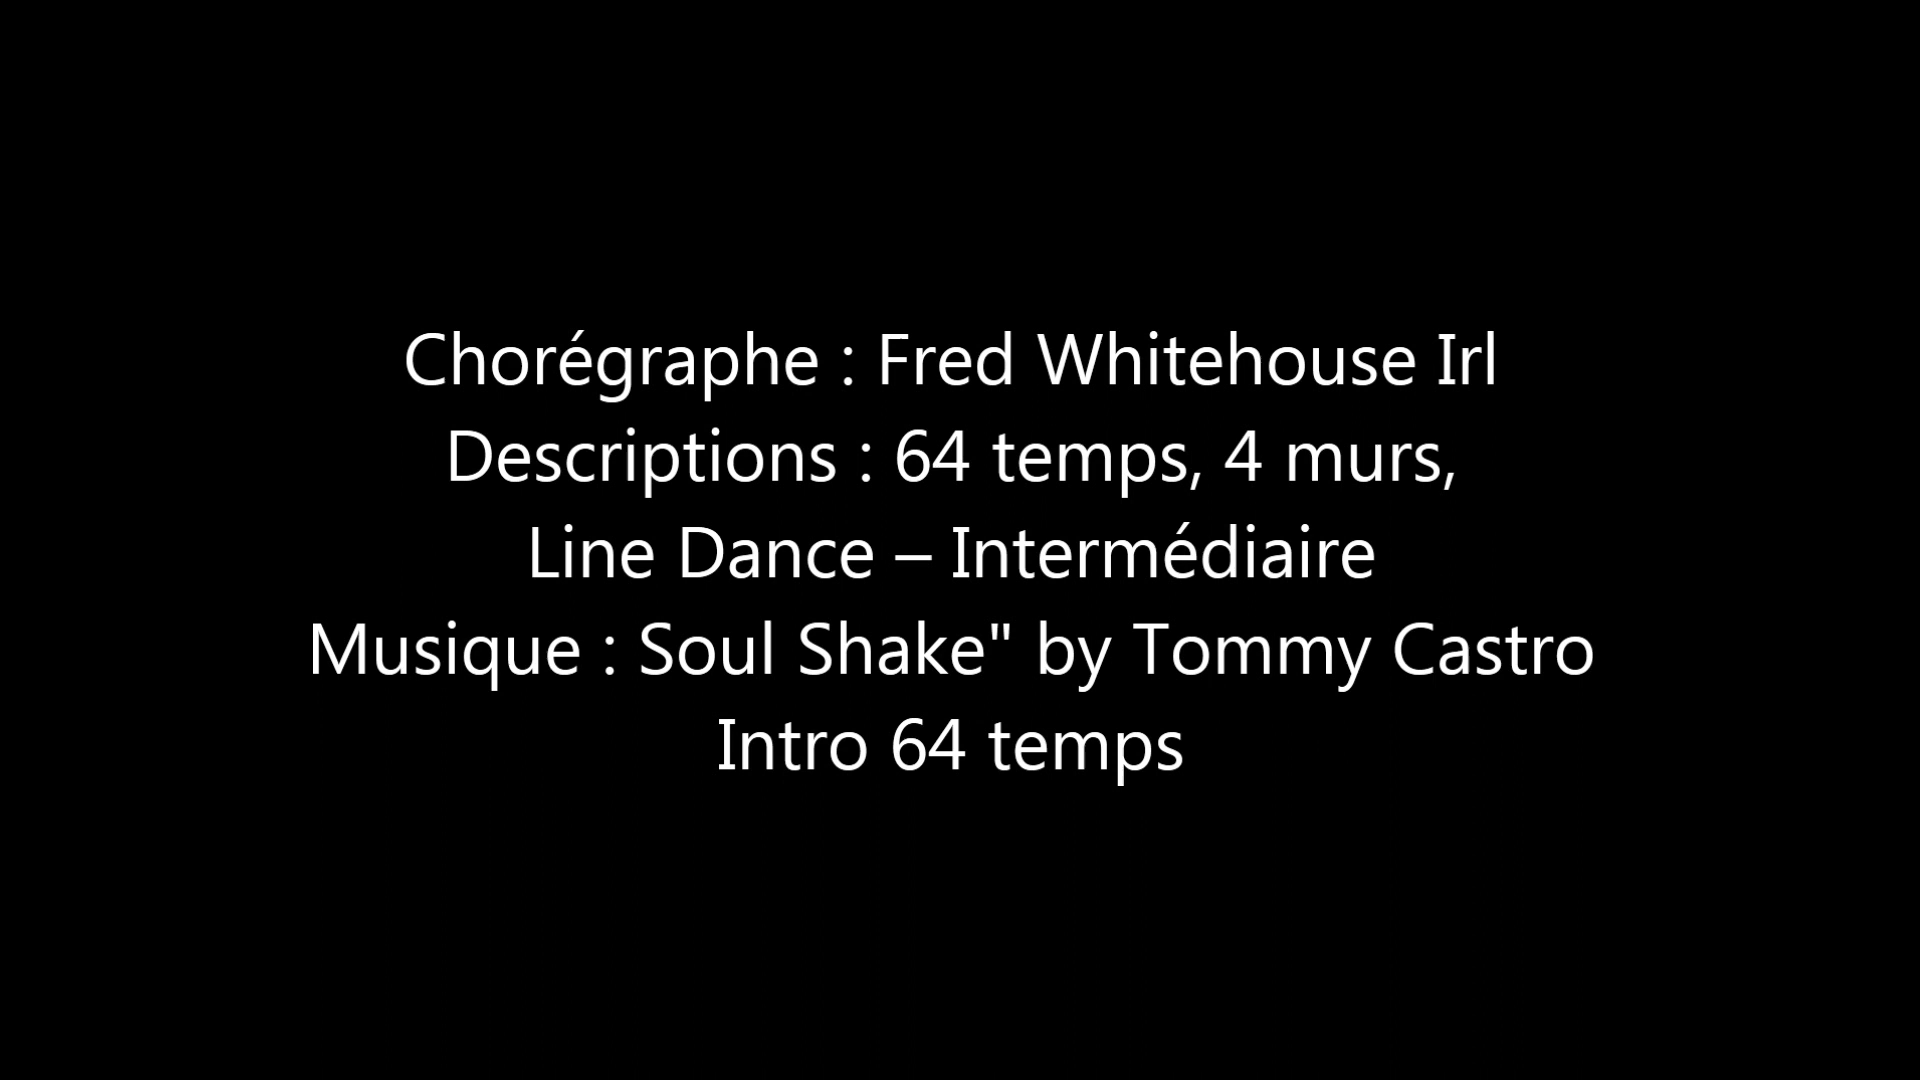 Chorégraphe : Fred Whitehouse Irl
Descriptions : 64 temps, 4 murs,
Line Dance – Intermédiaire
Musique : Soul Shake" by Tommy Castro
Intro 64 temps